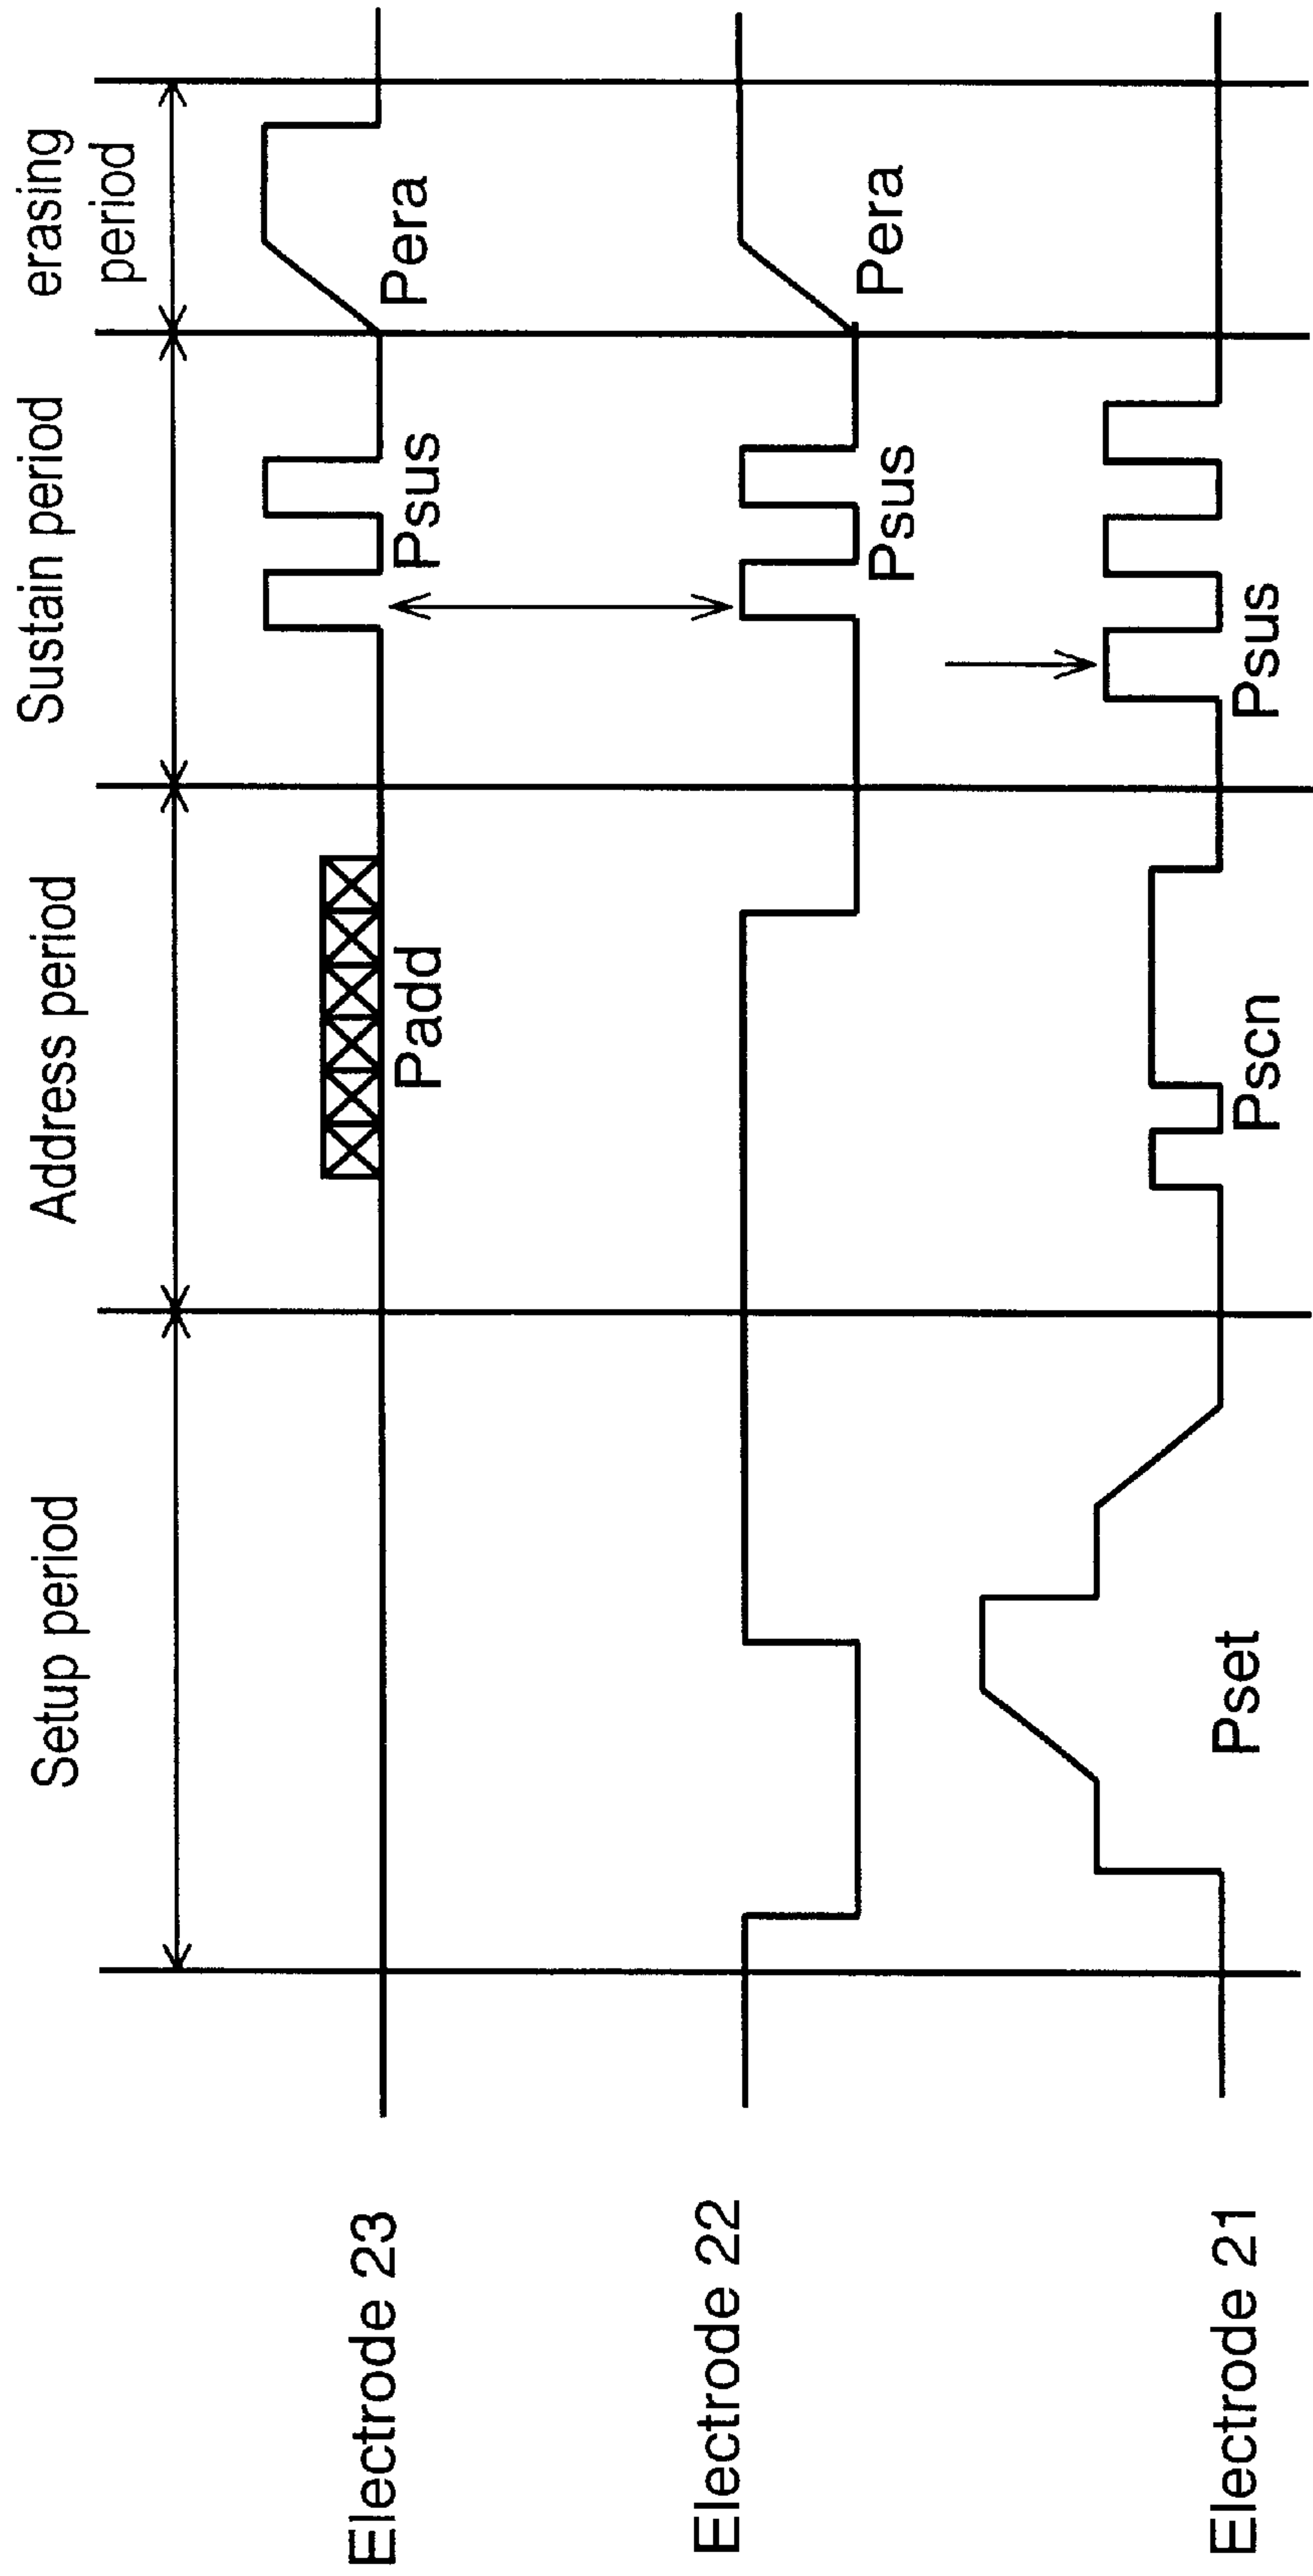 Setup period
Address period
Sustain period
erasing
period
Electrode 23
Padd
Psus
Pera
Electrode 22
Psus
Pera
Electrode 21
Pset
Pscn
Psus